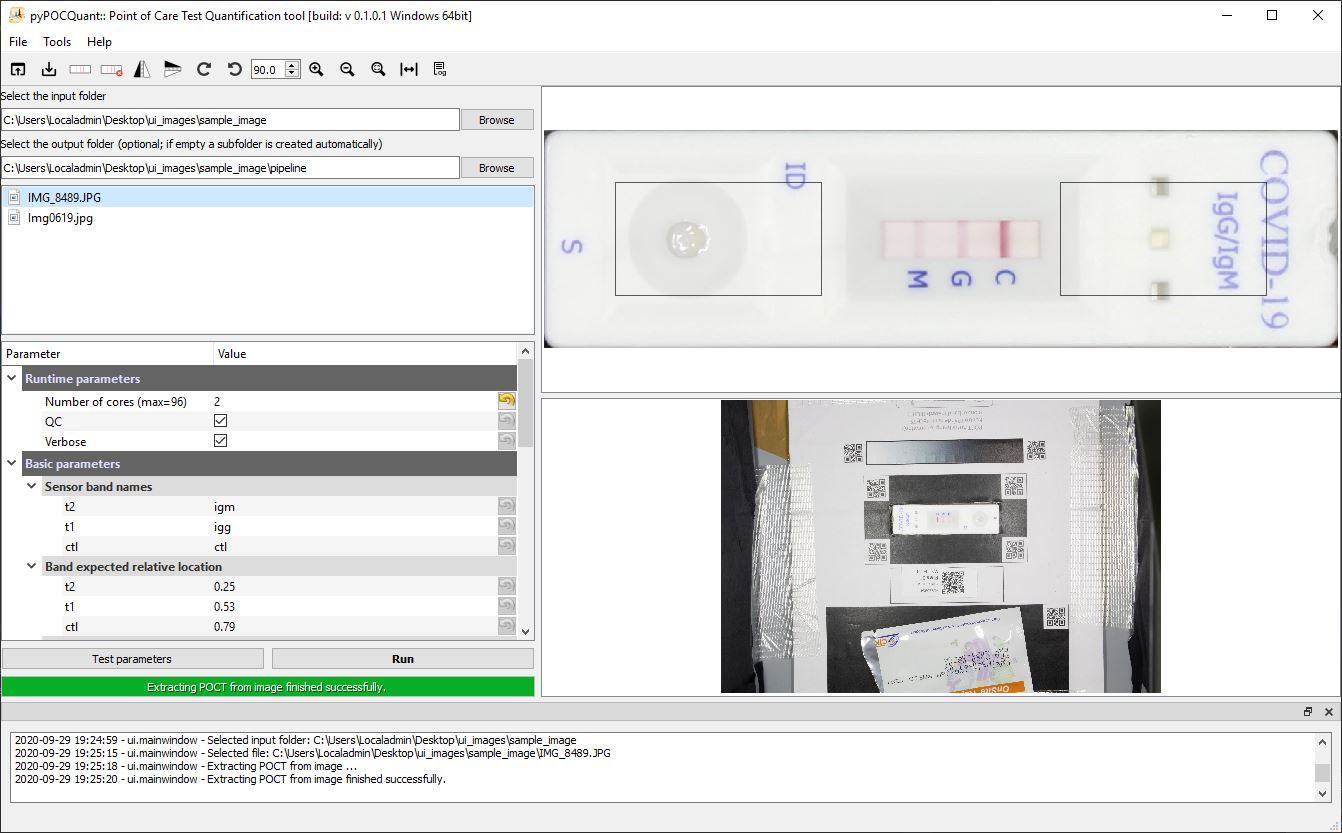 pyPOCQuant:: Point of Care Test Quantification tool [build: v 0.1.0.1 Windows 64bit]
File Tools Help
90.0
LOG
Select the input folder
C:\Users\Localadmin\Desktop\ui_images\sample_image Browse
Select the output folder (optional; if empty a subfolder is created automatically)
C:\Users\Localadmin\Desktop\ui_images\sample_image\pipeline Browse
IMG_8489.JPG
Img0619.jpg
Parameter Value
Runtime parameters
Number of cores (max=96) 2
QC
Verbose
Basic parameters
Sensor band names
t2 igm
t1 igg
ctl ctl
Band expected relative location
t2 0.25
t1 0.53
ctl 0.79
Test parameters Run
Extracting POCT from image finished successfully.
S
ID
M G C
IgG/IgM
COVID-19
2020-09-29 19:24:59 - ui.mainwindow - Selected input folder: C:\Users\Localadmin\Desktop\ui_images\sample_image
2020-09-29 19:25:15 - ui.mainwindow - Selected file: C:\Users\Localadmin\Desktop\ui_images\sample_image\IMG_8489.JPG
2020-09-29 19:25:18 - ui.mainwindow - Extracting POCT from image ...
2020-09-29 19:25:20 - ui.mainwindow - Extracting POCT from image finished successfully.